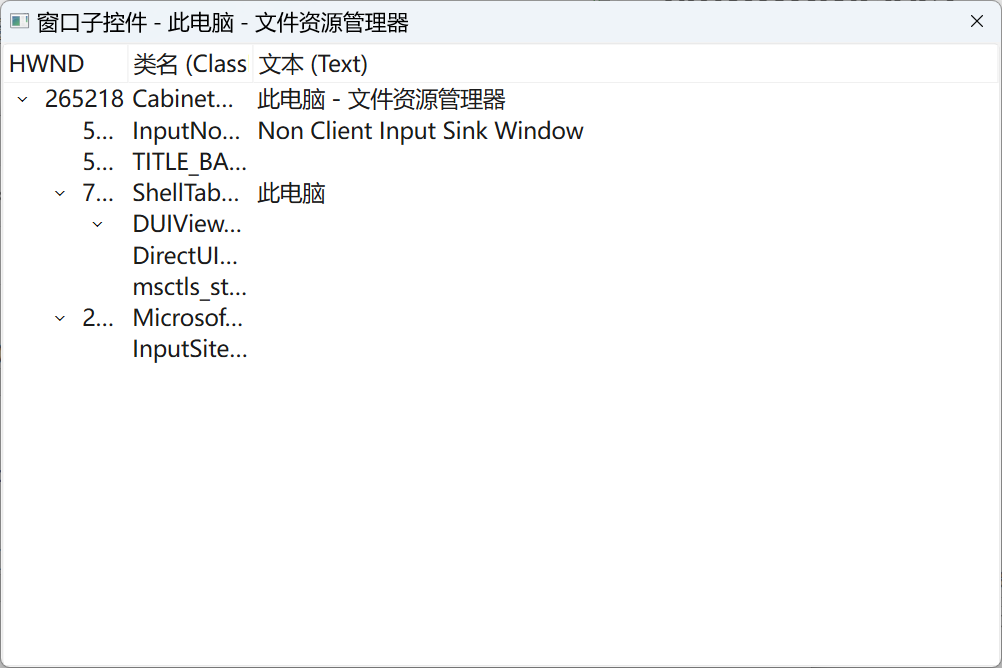 窗口子控件 - 此电脑 - 文件资源管理器
HWND 类名 (Class 文本 (Text)
265218 Cabinet... 此电脑 - 文件资源管理器
5... InputNo... Non Client Input Sink Window
5... TITLE_BA...
7... ShellTab... 此电脑
DUIView...
DirectUI...
msctls_st...
2... Microsof...
InputSite...